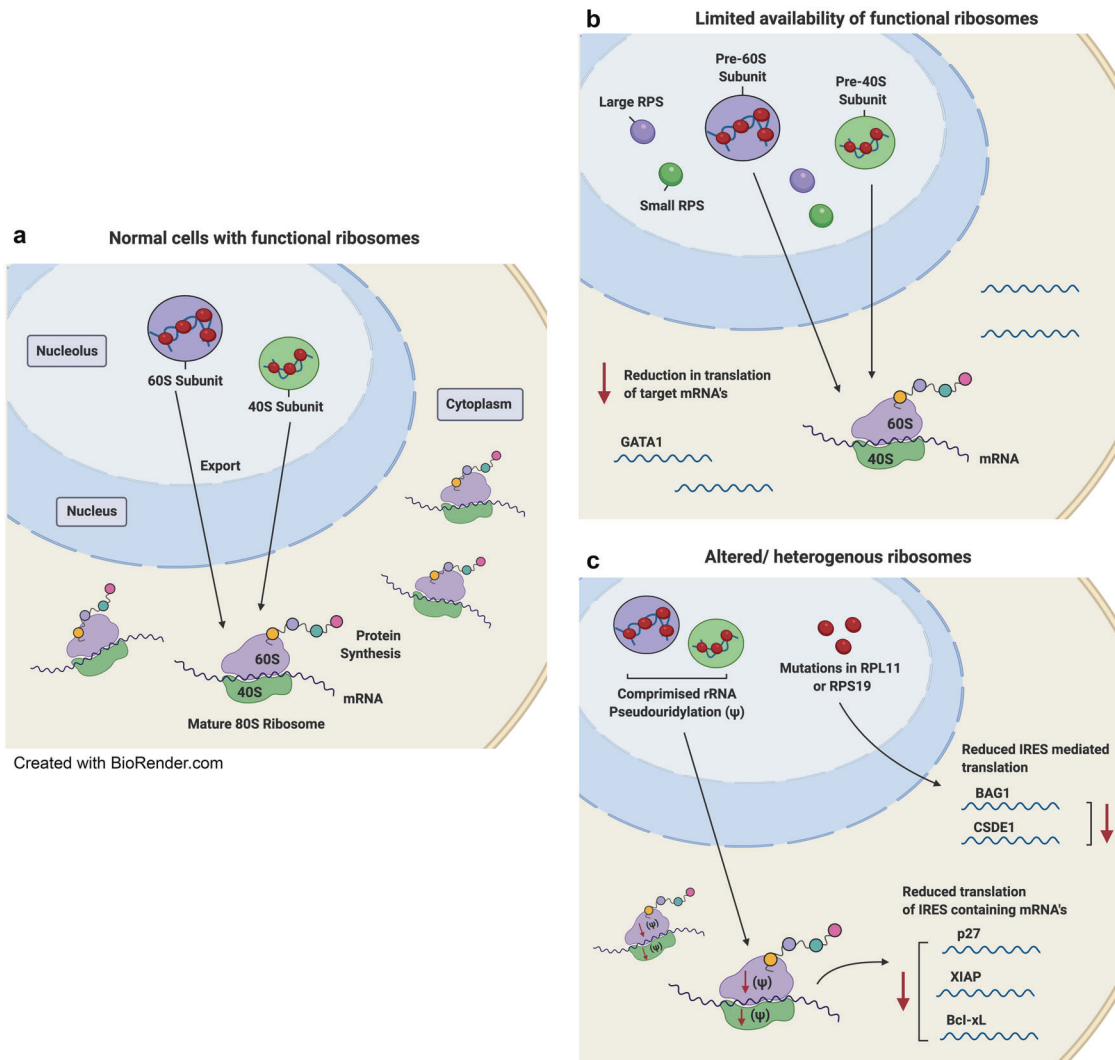 a
Normal cells with functional ribosomes
Nucleolus
60S Subunit
40S Subunit
Cytoplasm
Export
Nucleus
60S
40S
Protein
Synthesis
mRNA
Mature 80S Ribosome
Created with BioRender.com
b
Limited availability of functional ribosomes
Pre-60S
Subunit
Pre-40S
Subunit
Large RPS
Small RPS
Reduction in translation
of target mRNA's
GATA1
60S
40S
mRNA
c
Altered/ heterogenous ribosomes
Comprimised rRNA
Pseudouridylation (ψ)
Mutations in RPL11
or RPS19
Reduced IRES mediated
translation
BAG1
CSDE1
Reduced translation
of IRES containing mRNA's
p27
XIAP
Bcl-xL
(ψ)
(ψ)
(ψ)
(ψ)